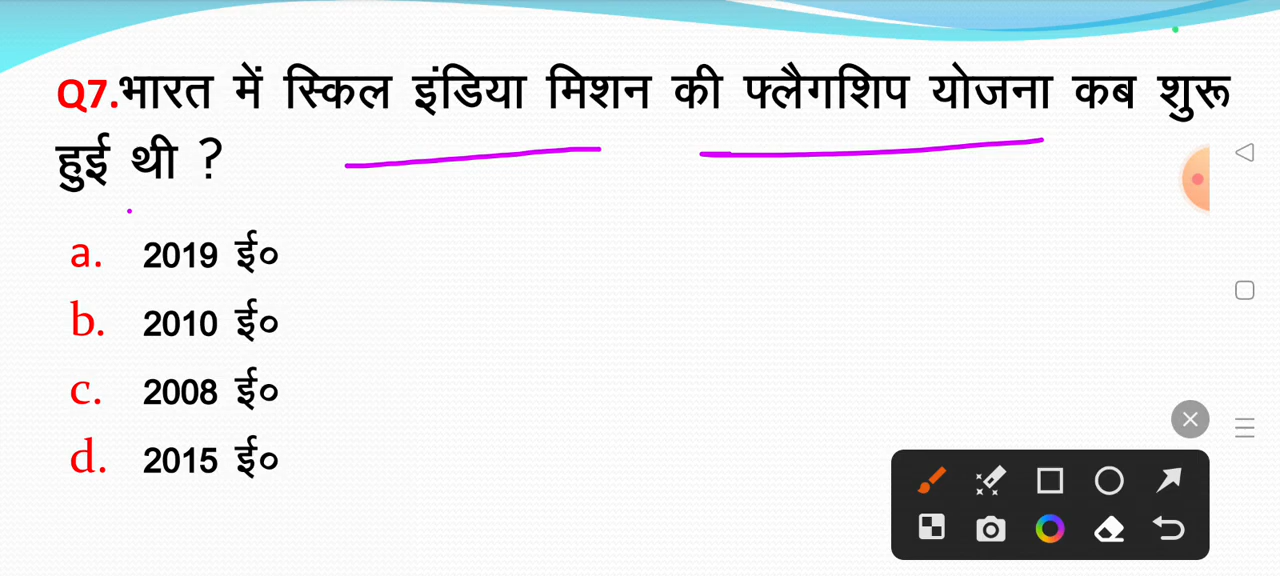 Q7.भारत में स्किल इंडिया मिशन की फ्लैगशिप योजना कब शुरू
हुई थी ?
a. 2019 ई०
b. 2010 ई०
c. 2008 ई०
d. 2015 ई०